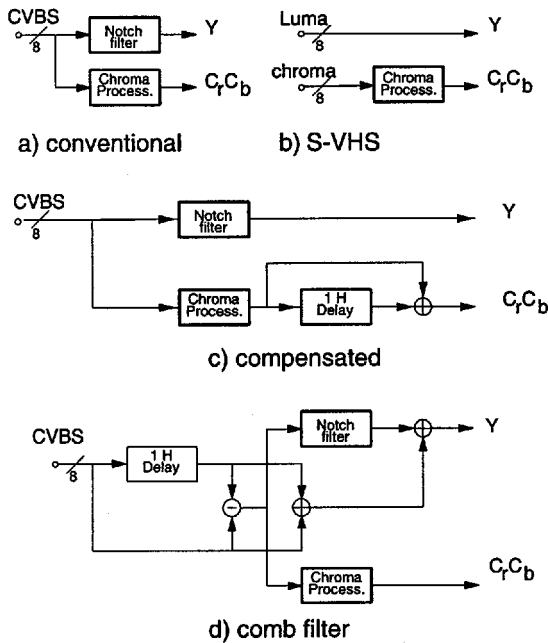 CVBS
8
Notch
filter
Y
Chroma
Process.
CrCb
a) conventional
Luma
8
Y
chroma
8
Chroma
Process.
CrCb
b) S-VHS
CVBS
8
Notch
filter
Y
Chroma
Process.
1 H
Delay
CrCb
c) compensated
CVBS
8
1 H
Delay
Notch
filter
Y
Chroma
Process.
CrCb
d) comb filter